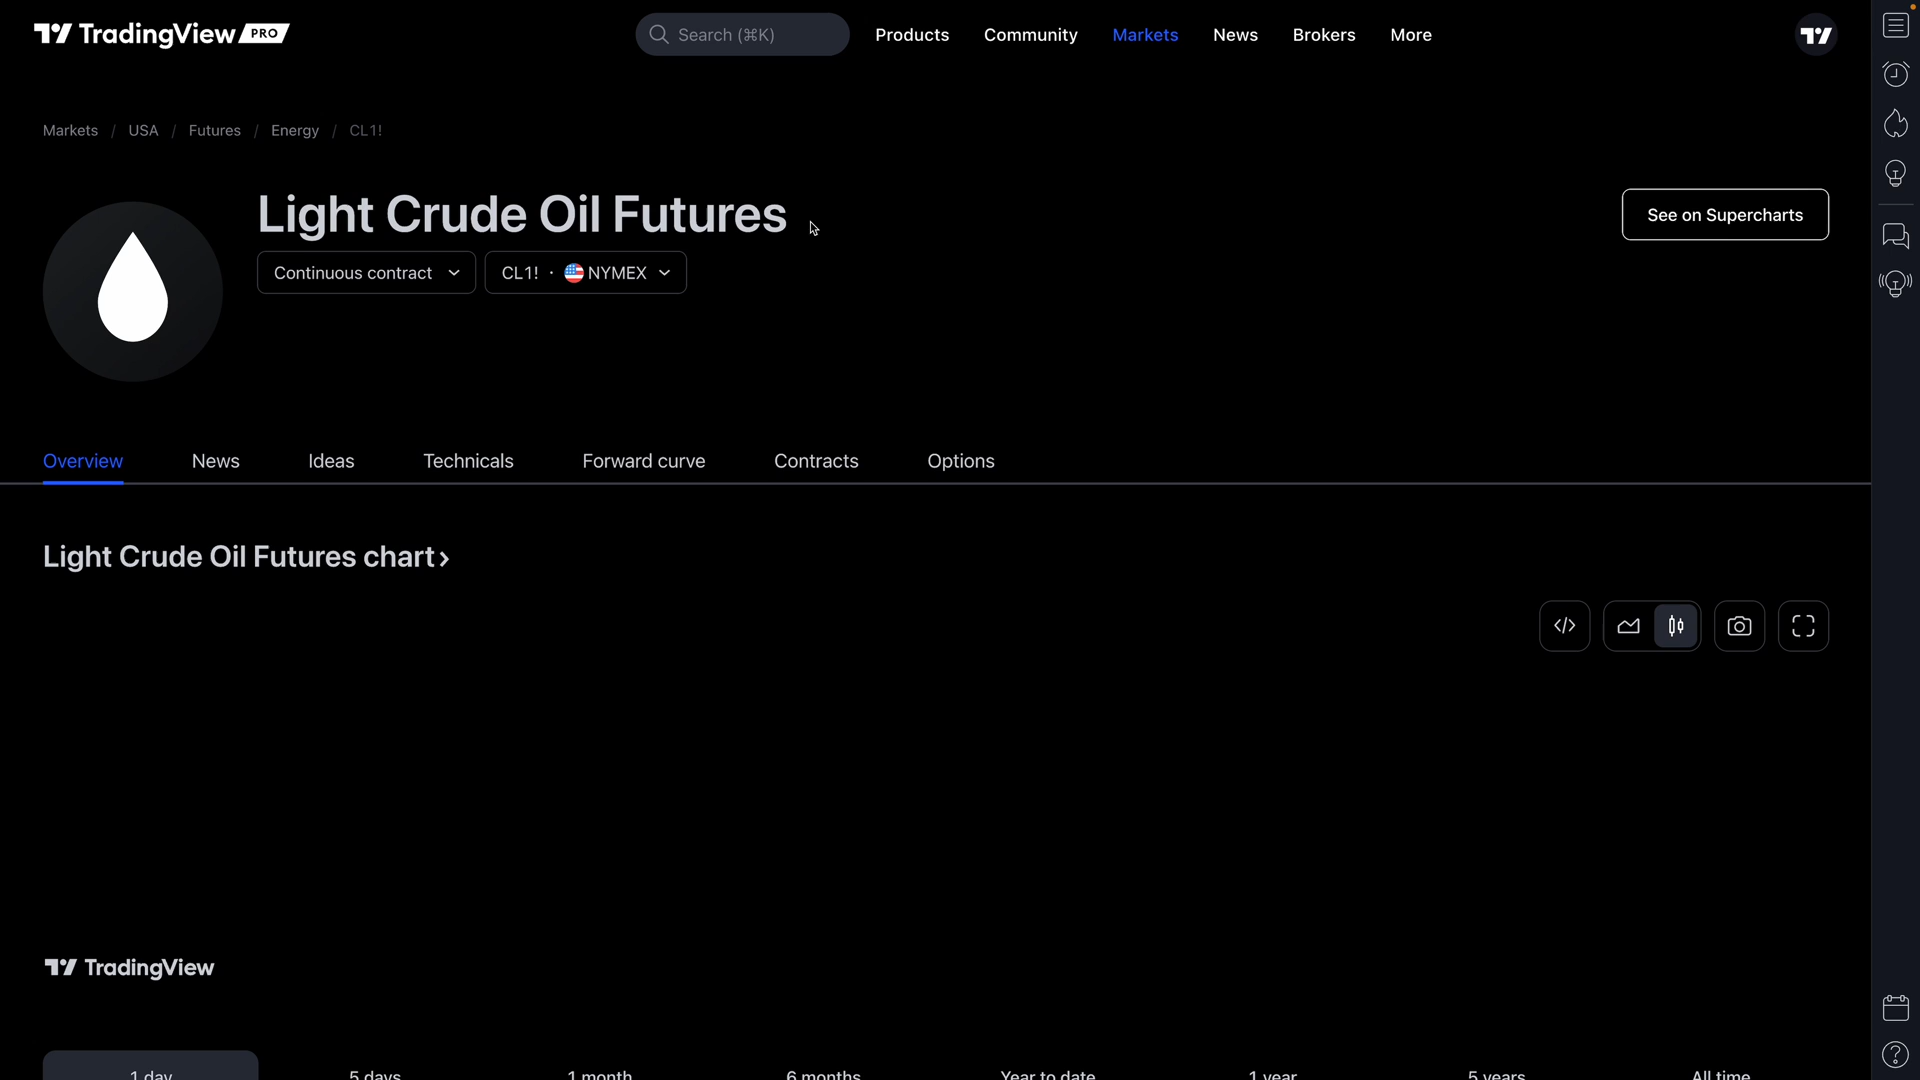 TradingView PRO
Search (⌘K)
Products
Community
Markets
News
Brokers
More
Markets / USA / Futures / Energy / CL1!
Light Crude Oil Futures
See on Supercharts
Continuous contract
CL1! · NYMEX
Overview
News
Ideas
Technicals
Forward curve
Contracts
Options
Light Crude Oil Futures chart ›
TradingView
1 day
5 days
1 month
6 months
Year to date
1 year
5 years
All time